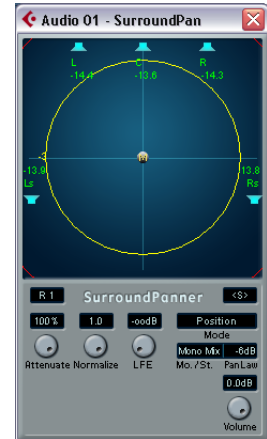 Audio 01 - SurroundPan
L C R
-14.4 -13.6 -14.3
-13.9 13.8
Ls Rs
R 1 SurroundPanner <S>
100% 1.0 -oodB Position
Mode
Mono Mix -6dB
Attenuate Normalize LFE Mo./St. PanLaw
0.0dB
Volume